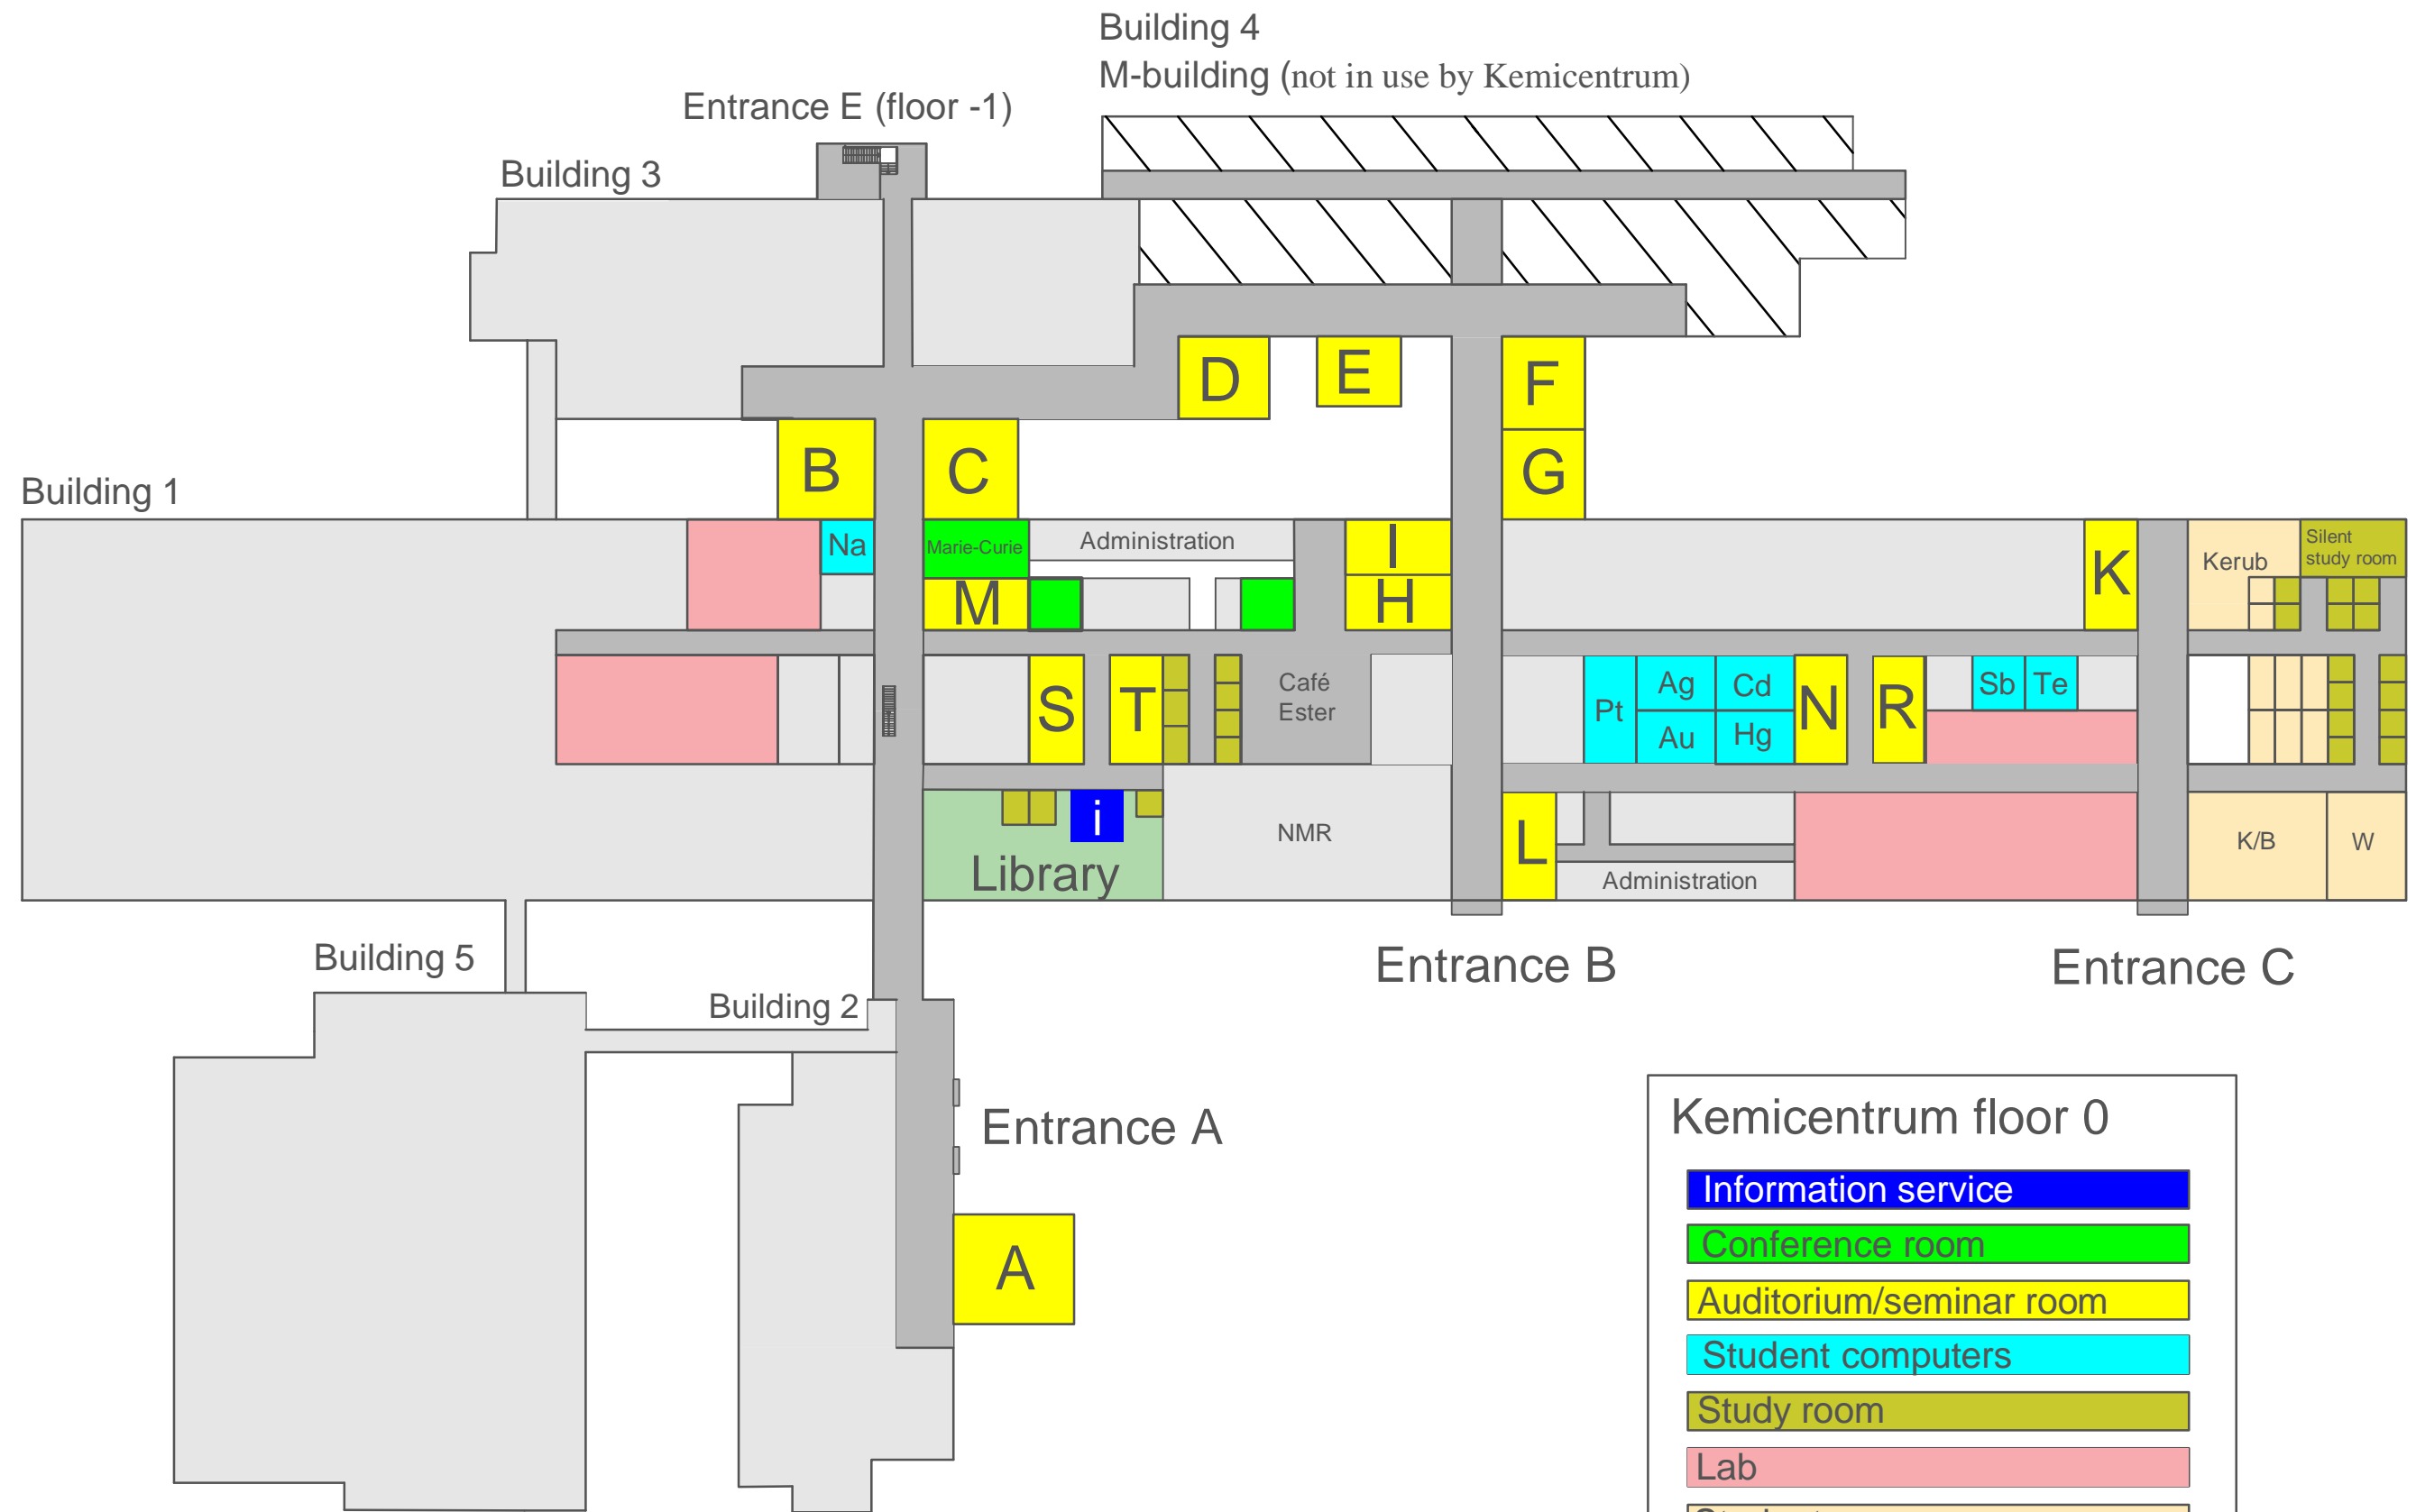 Building 4
M-building (not in use by Kemicentrum)
Entrance E (floor -1)
Building 3
D
E
F
B
C
G
Building 1
Na
Marie-Curie
Administration
I
K
Kerub
Silent
study room
M
H
S
T
Café
Ester
Pt
Ag
Cd
Au
Hg
N
R
Sb
Te
i
Library
NMR
L
Administration
K/B
W
Building 5
Building 2
Entrance B
Entrance C
Entrance A
A
Kemicentrum floor 0
Information service
Conference room
Auditorium/seminar room
Student computers
Study room
Lab